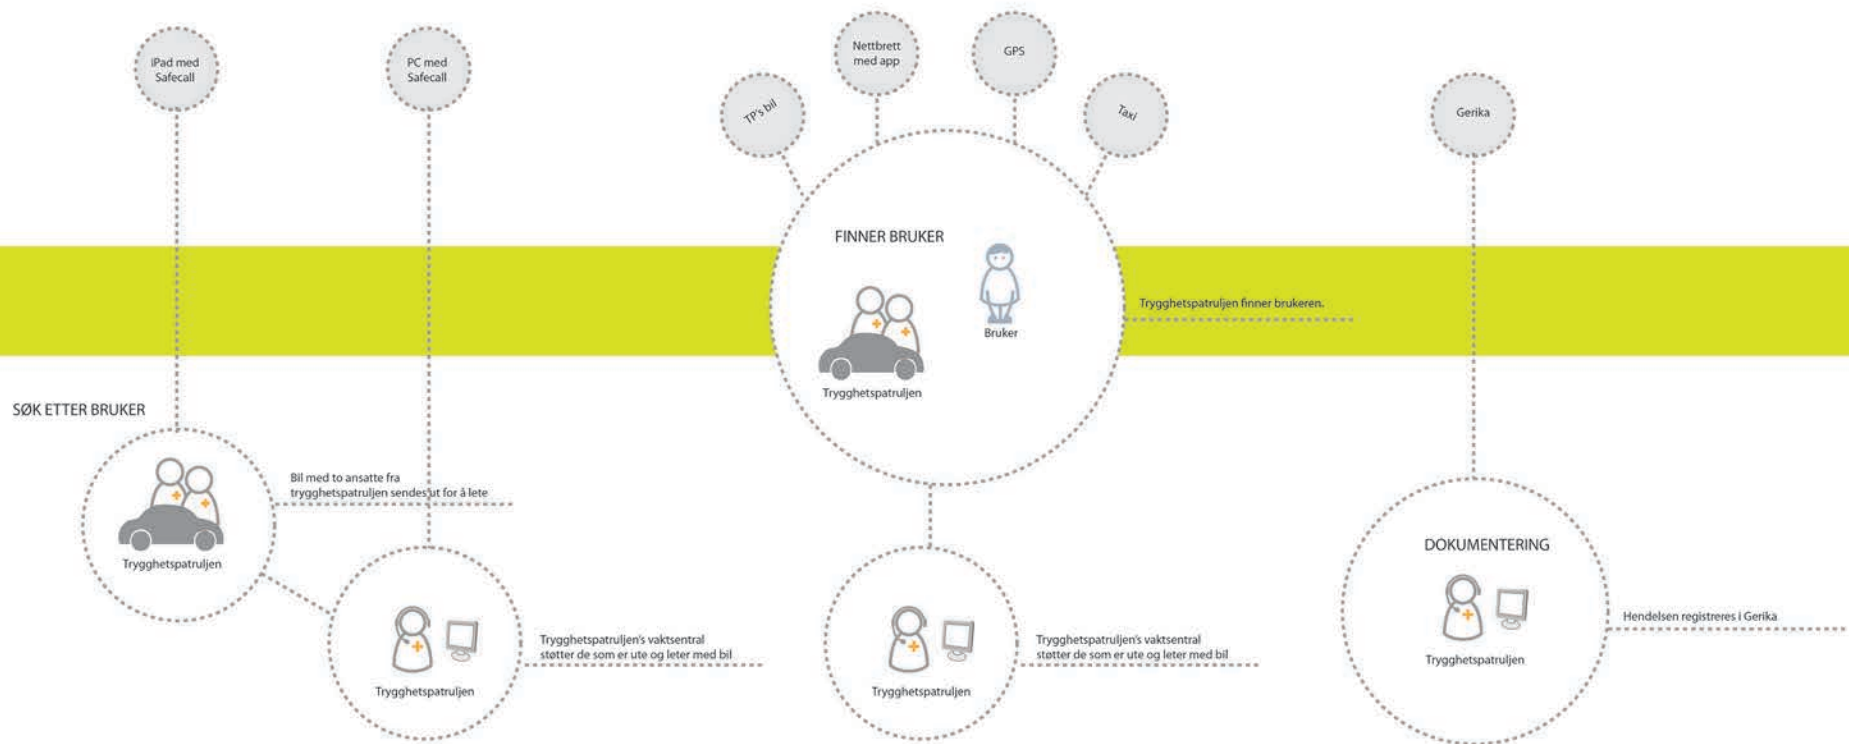 iPad med
Safecall
PC med
Safecall
TP's bil
Nettbrett
med app
GPS
Taxi
Gerika
FINNER BRUKER
Bruker
Trygghetspatruljen
Trygghetspatruljen finner brukeren.
SØK ETTER BRUKER
Trygghetspatruljen
Bil med to ansatte fra
trygghetspatruljen sendes ut for å lete
Trygghetspatruljen
Trygghetspatruljen's vaktsentral
støtter de som er ute og leter med bil
Trygghetspatruljen
Trygghetspatruljen's vaktsentral
støtter de som er ute og leter med bil
DOKUMENTERING
Trygghetspatruljen
Hendelsen registreres i Gerika